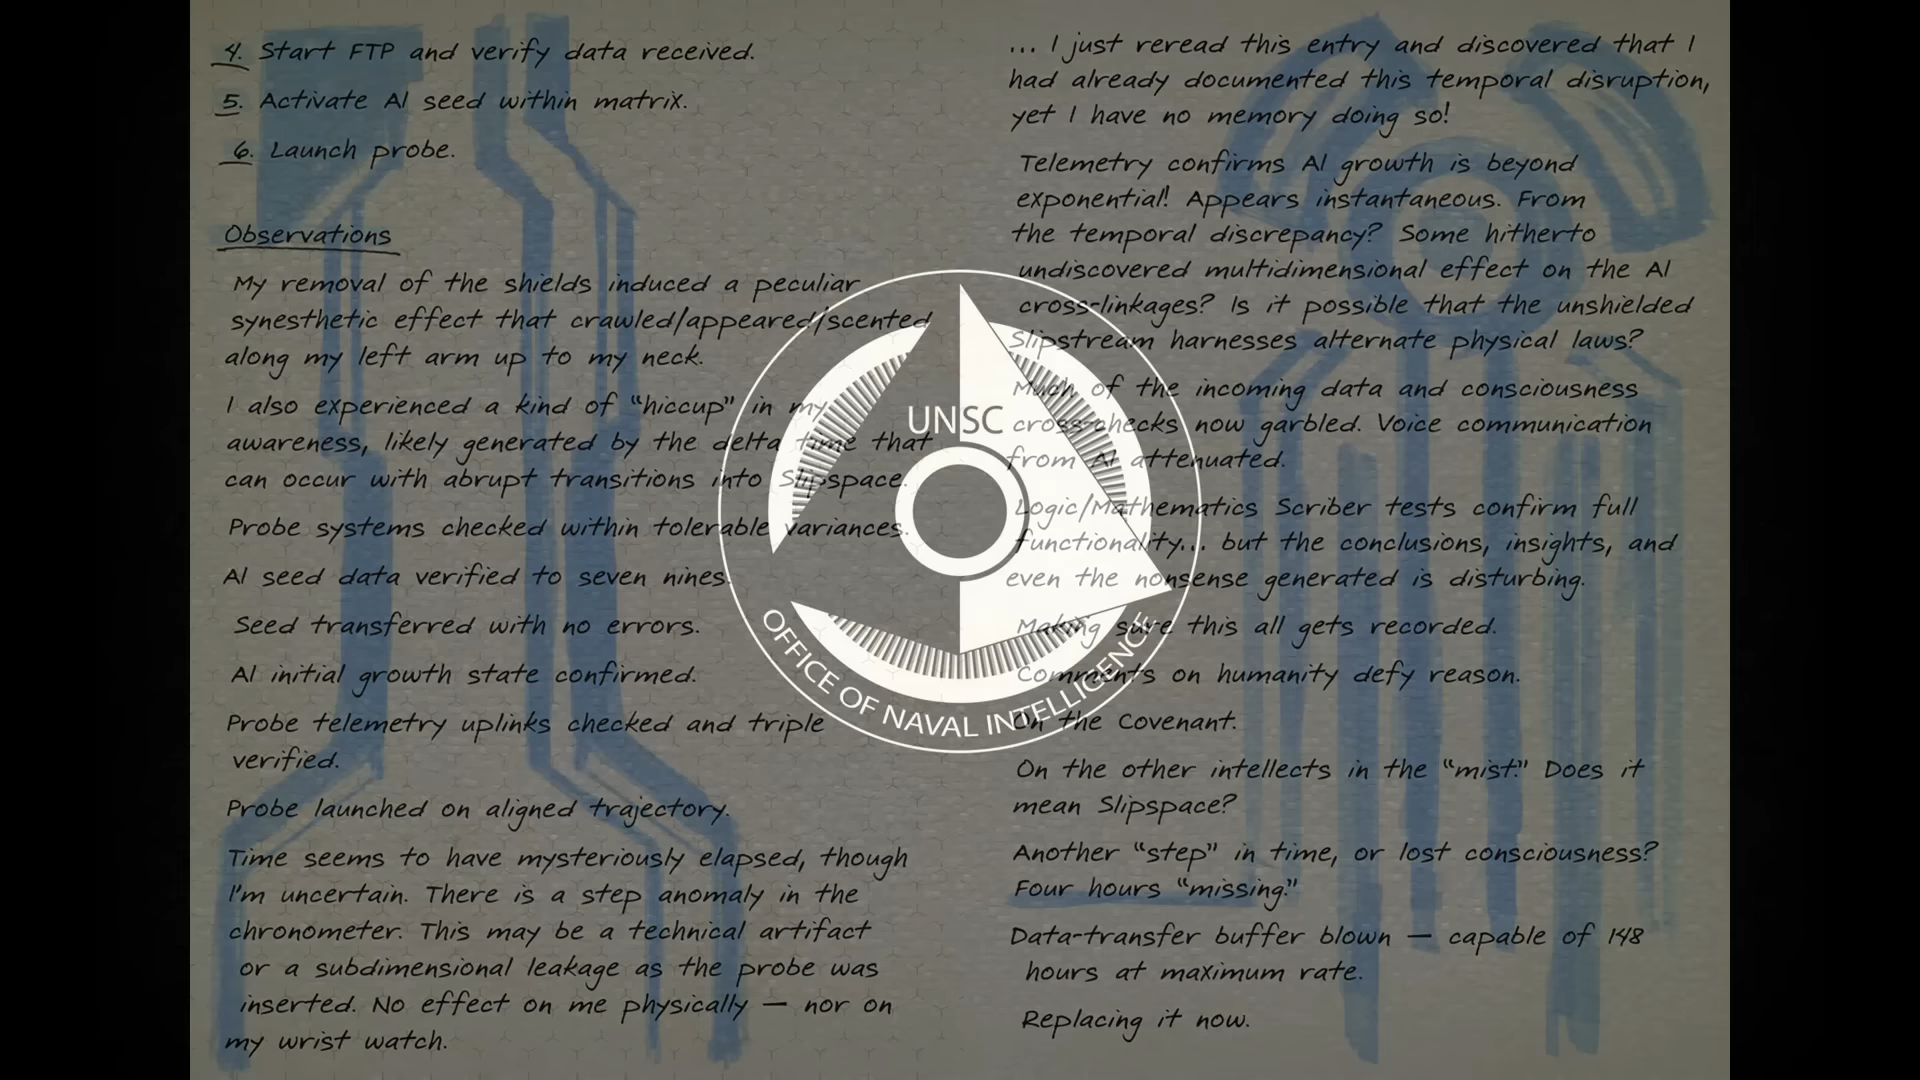 4. Start FTP and verify data received.
5. Activate AI seed within matrix.
6. Launch probe.
Observations
My removal of the shields induced a peculiar
synesthetic effect that crawled/appeared/scented
along my left arm up to my neck.
I also experienced a kind of "hiccup" in my
awareness, likely generated by the delta time that
can occur with abrupt transitions into Slipspace.
Probe systems checked within tolerable variances.
AI seed data verified to seven nines.
Seed transferred with no errors.
AI initial growth state confirmed.
Probe telemetry uplinks checked and triple
verified.
Probe launched on aligned trajectory.
Time seems to have mysteriously elapsed, though
I'm uncertain. There is a step anomaly in the
chronometer. This may be a technical artifact
or a subdimensional leakage as the probe was
inserted. No effect on me physically — nor on
my wrist watch.
... I just reread this entry and discovered that I
had already documented this temporal disruption,
yet I have no memory doing so!
Telemetry confirms AI growth is beyond
exponential! Appears instantaneous. From
the temporal discrepancy? Some hitherto
undiscovered multidimensional effect on the AI
cross-linkages? Is it possible that the unshielded
Slipstream harnesses alternate physical laws?
Much of the incoming data and consciousness
cross-checks now garbled. Voice communication
from AI attenuated.
Logic/Mathematics Scriber tests confirm full
functionality... but the conclusions, insights, and
even the nonsense generated is disturbing.
Making sure this all gets recorded.
Comments on humanity defy reason.
On the Covenant.
On the other intellects in the "mist." Does it
mean Slipspace?
Another "step" in time, or lost consciousness?
Four hours "missing."
Data-transfer buffer blown — capable of 148
hours at maximum rate.
Replacing it now.
UNSC
OFFICE OF NAVAL INTELLIGENCE